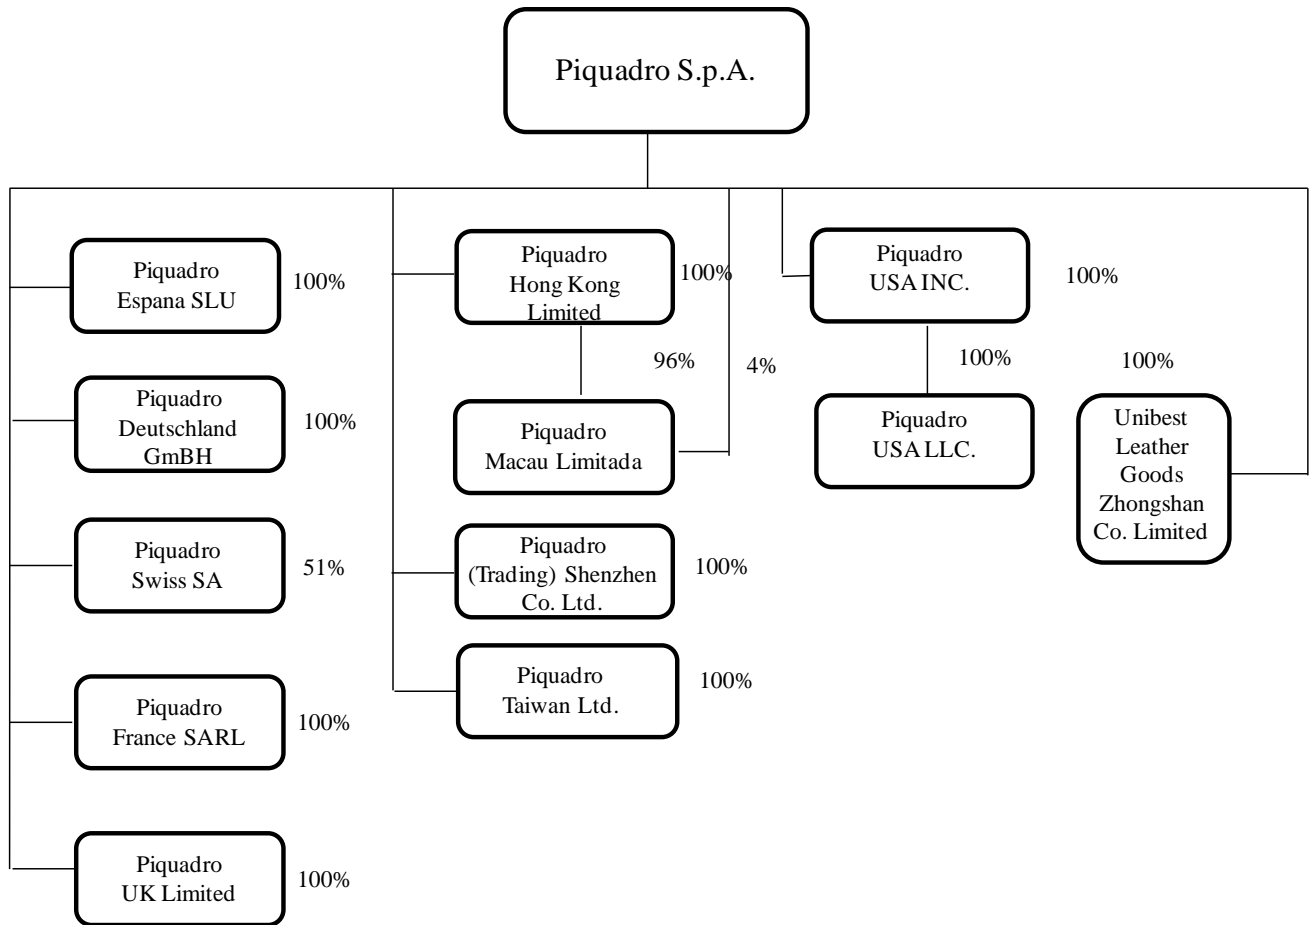 Piquadro S.p.A.
Piquadro
Espana SLU
100%
Piquadro
Deutschland
GmBH
100%
Piquadro
Swiss SA
51%
Piquadro
France SARL
100%
Piquadro
UK Limited
100%
Piquadro
Hong Kong
Limited
100%
96%
4%
Piquadro
Macau Limitada
Piquadro
(Trading) Shenzhen
Co. Ltd.
100%
Piquadro
Taiwan Ltd.
100%
Piquadro
USA INC.
100%
100%
Piquadro
USA LLC.
100%
Unibest
Leather
Goods
Zhongshan
Co. Limited